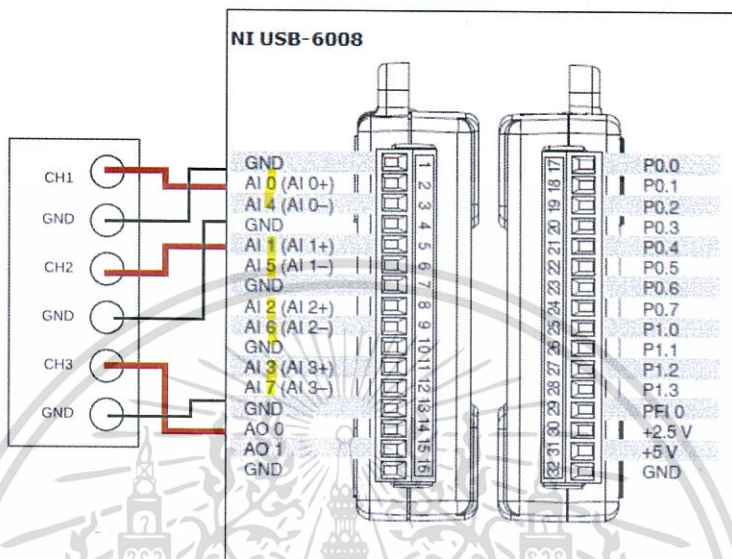 NI USB-6008
CH1
GND
CH2
GND
CH3
GND
GND
AI 0 (AI 0+)
AI 4 (AI 0–)
GND
AI 1 (AI 1+)
AI 5 (AI 1–)
GND
AI 2 (AI 2+)
AI 6 (AI 2–)
GND
AI 3 (AI 3+)
AI 7 (AI 3–)
GND
AO 0
AO 1
GND
1
2
3
4
5
6
7
8
9
10
11
12
13
14
15
16
17
18
19
20
21
22
23
24
25
26
27
28
29
30
31
32
P0.0
P0.1
P0.2
P0.3
P0.4
P0.5
P0.6
P0.7
P1.0
P1.1
P1.2
P1.3
PFI 0
+2.5 V
+5 V
GND